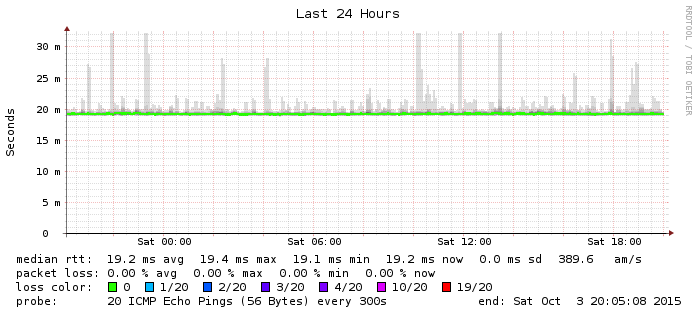 Last 24 Hours
RRDTOOL / TOBI OETIKER
Seconds
30 m
25 m
20 m
15 m
10 m
5 m
0
Sat 00:00 Sat 06:00 Sat 12:00 Sat 18:00
median rtt: 19.2 ms avg 19.4 ms max 19.1 ms min 19.2 ms now 0.0 ms sd 389.6 am/s
packet loss: 0.00 % avg 0.00 % max 0.00 % min 0.00 % now
loss color: 0 1/20 2/20 3/20 4/20 10/20 19/20
probe: 20 ICMP Echo Pings (56 Bytes) every 300s end: Sat Oct 3 20:05:08 2015